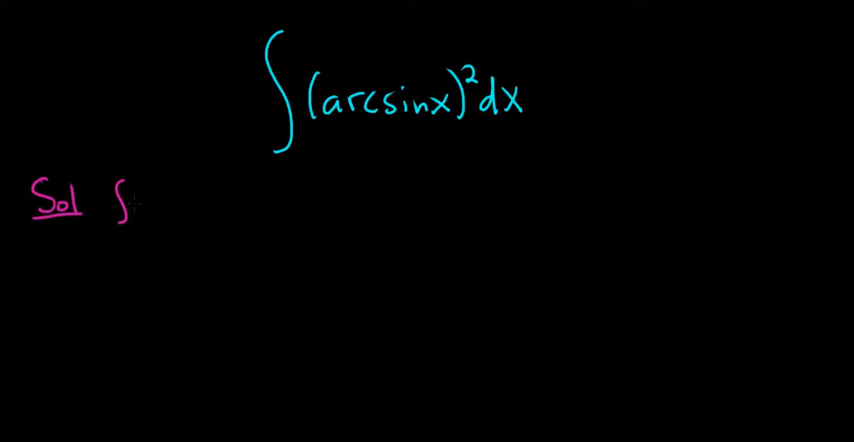 ∫(arcsinx)²dx
Sol ∫